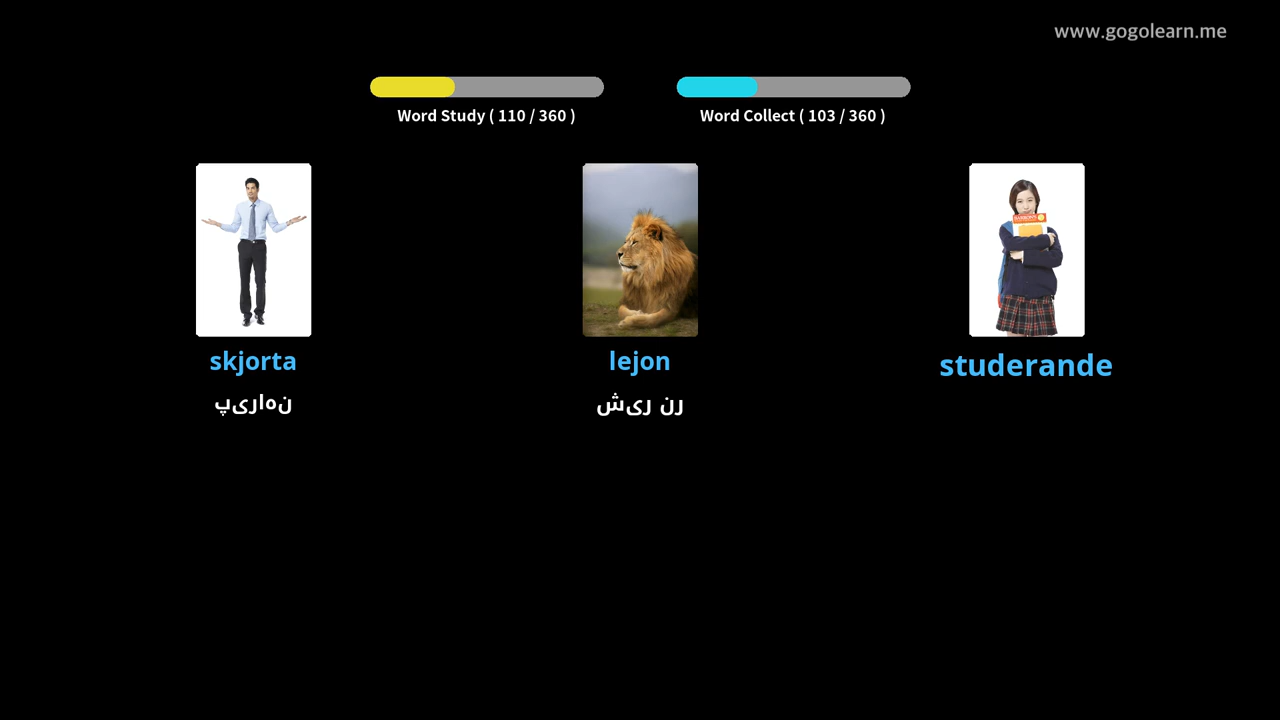 www.gogolearn.me
Word Study ( 110 / 360 )
Word Collect ( 103 / 360 )
skjorta
lejon
studerande
پیراهن
شیر نر